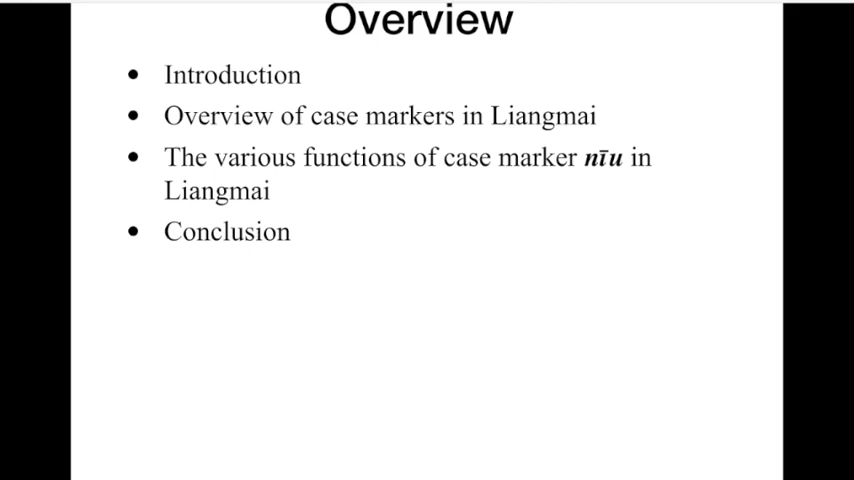 Overview
• Introduction
• Overview of case markers in Liangmai
• The various functions of case marker nīu in
Liangmai
• Conclusion